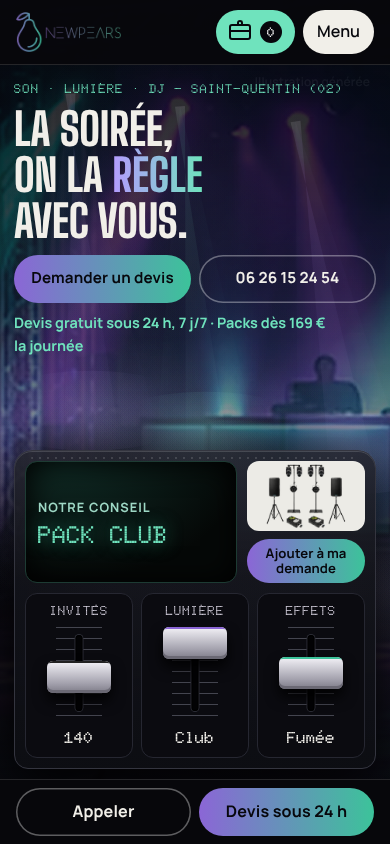 NEWPEARS
0
Menu
Illustration générée
SON · LUMIÈRE · DJ — SAINT-QUENTIN (02)
LA SOIRÉE,
ON LA RÈGLE
AVEC VOUS.
Demander un devis
06 26 15 24 54
Devis gratuit sous 24 h, 7 j/7 · Packs dès 169 €
la journée
NOTRE CONSEIL
PACK CLUB
Ajouter à ma
demande
INVITÉS
LUMIÈRE
EFFETS
140
Club
Fumée
Appeler
Devis sous 24 h